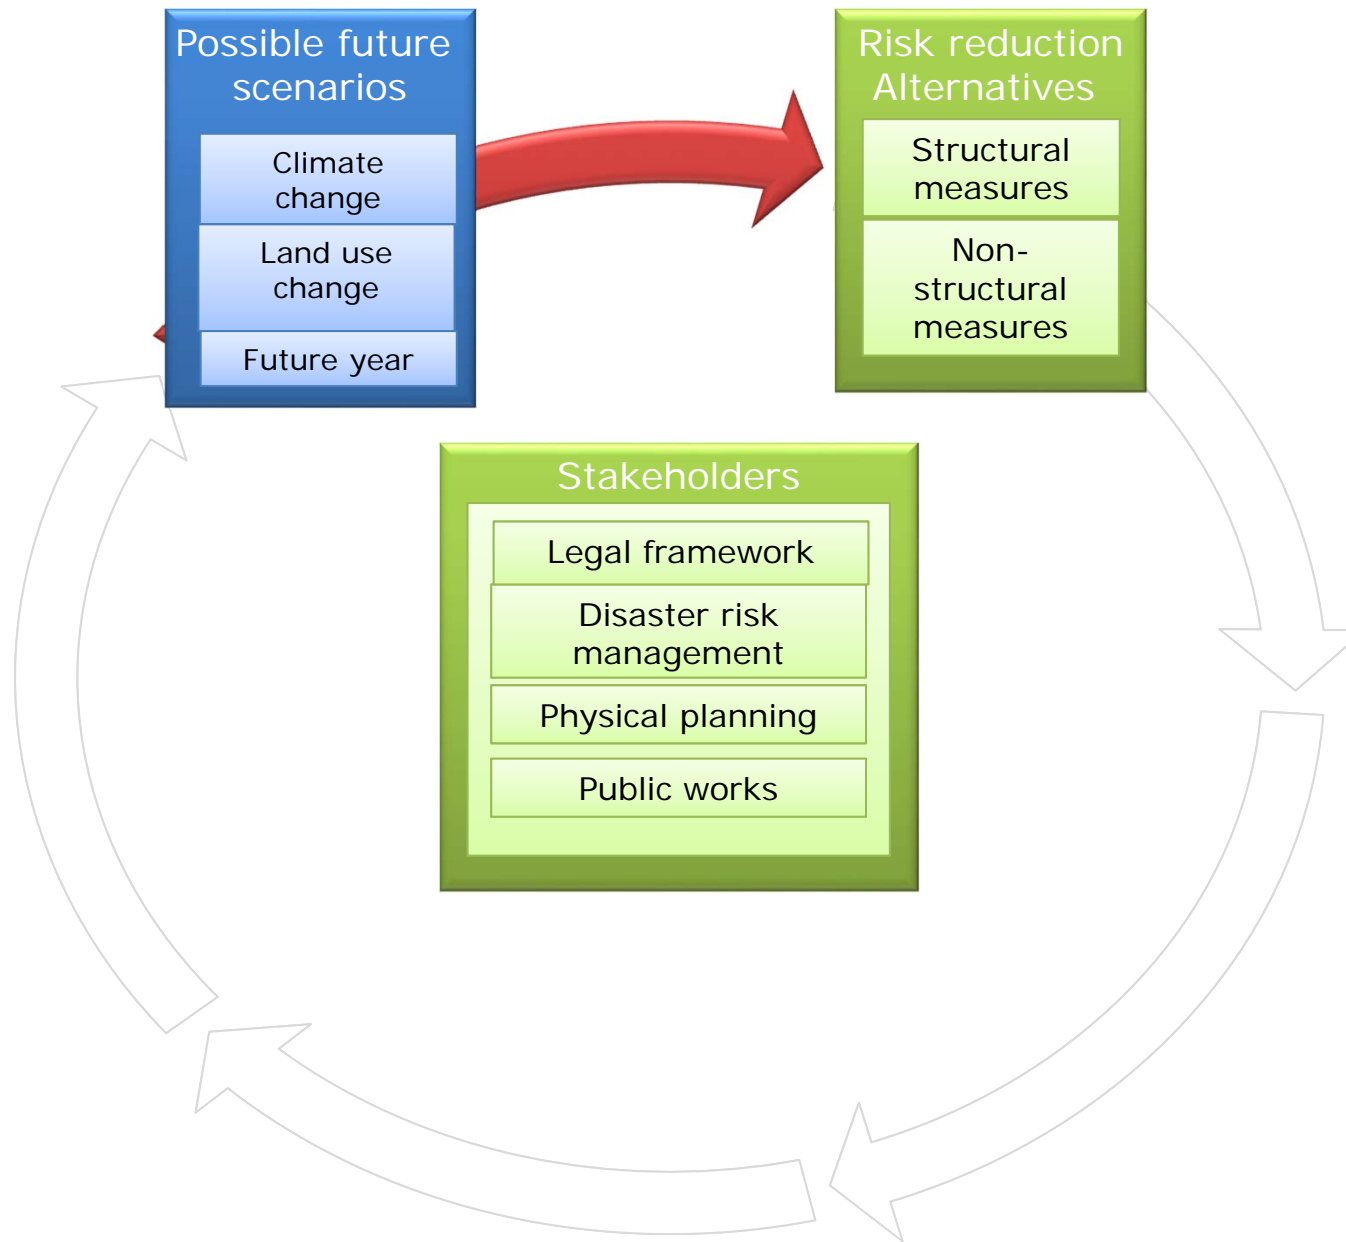 Possible future
scenarios
Climate
change
Land use
change
Future year
Risk reduction
Alternatives
Structural
measures
Non-
structural
measures
Stakeholders
Legal framework
Disaster risk
management
Physical planning
Public works